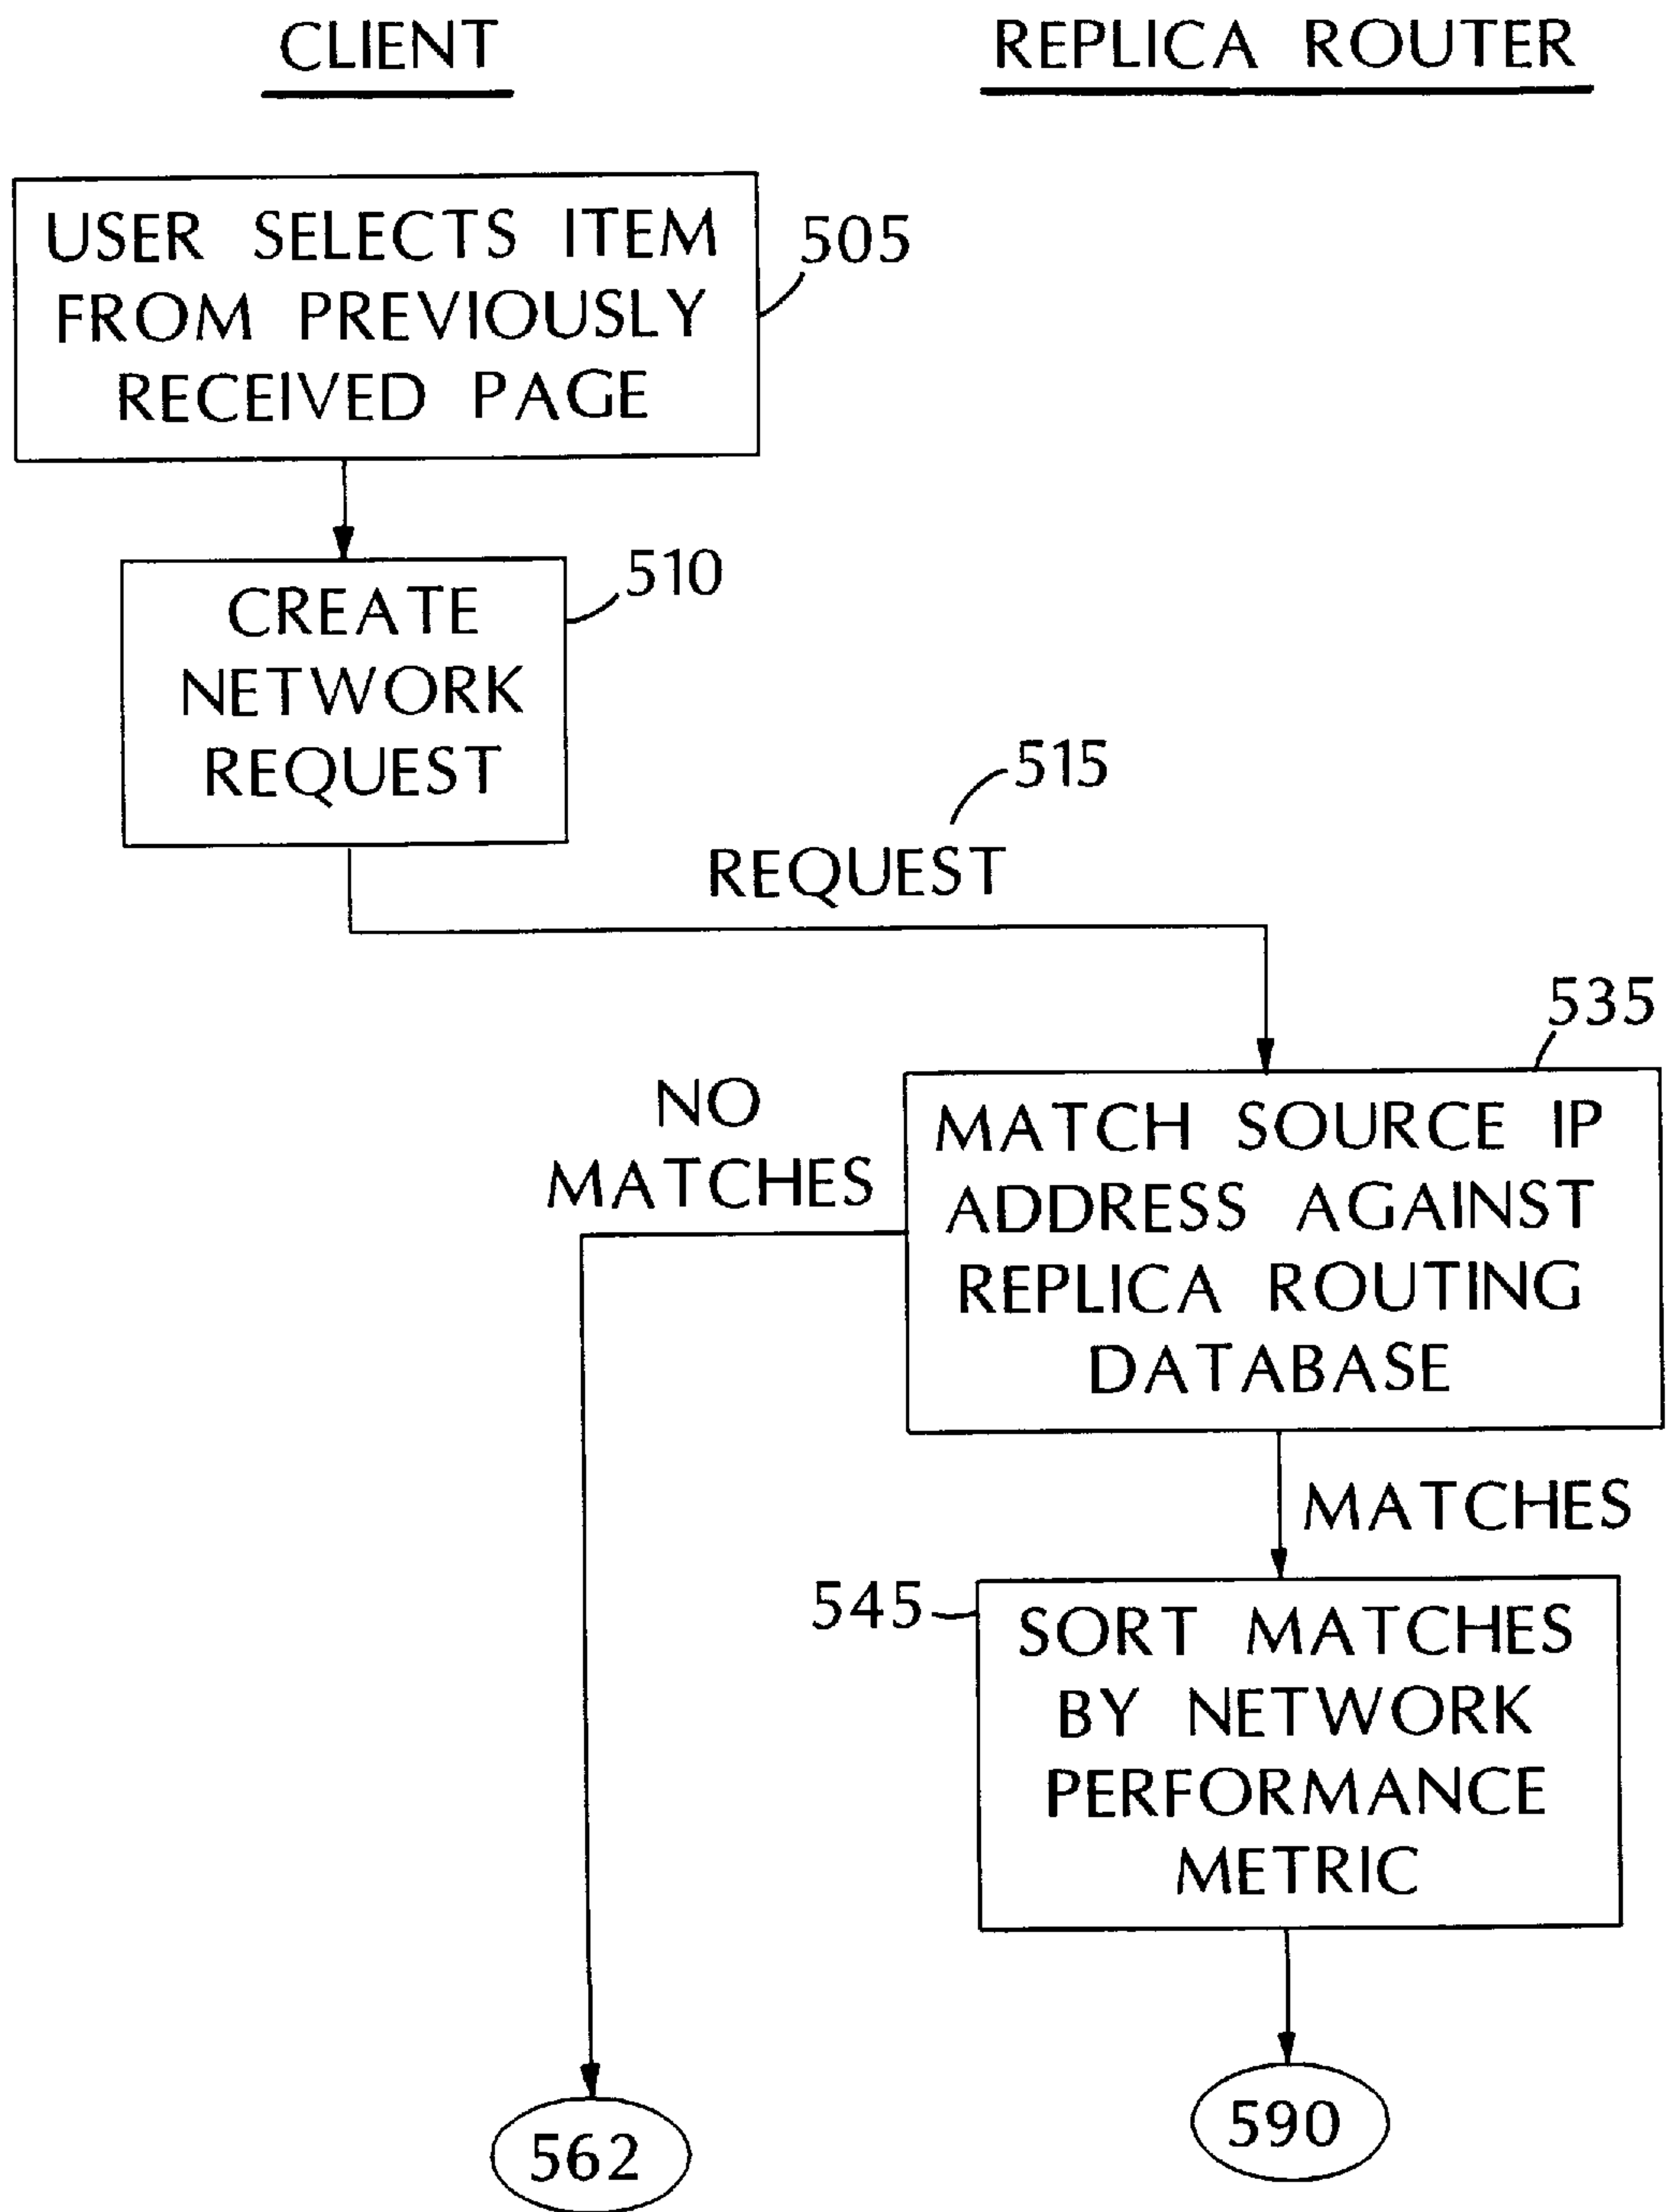 CLIENT
REPLICA ROUTER
USER SELECTS ITEM
FROM PREVIOUSLY
RECEIVED PAGE
505
CREATE
NETWORK
REQUEST
510
515
REQUEST
535
NO
MATCHES
MATCH SOURCE IP
ADDRESS AGAINST
REPLICA ROUTING
DATABASE
MATCHES
545
SORT MATCHES
BY NETWORK
PERFORMANCE
METRIC
562
590